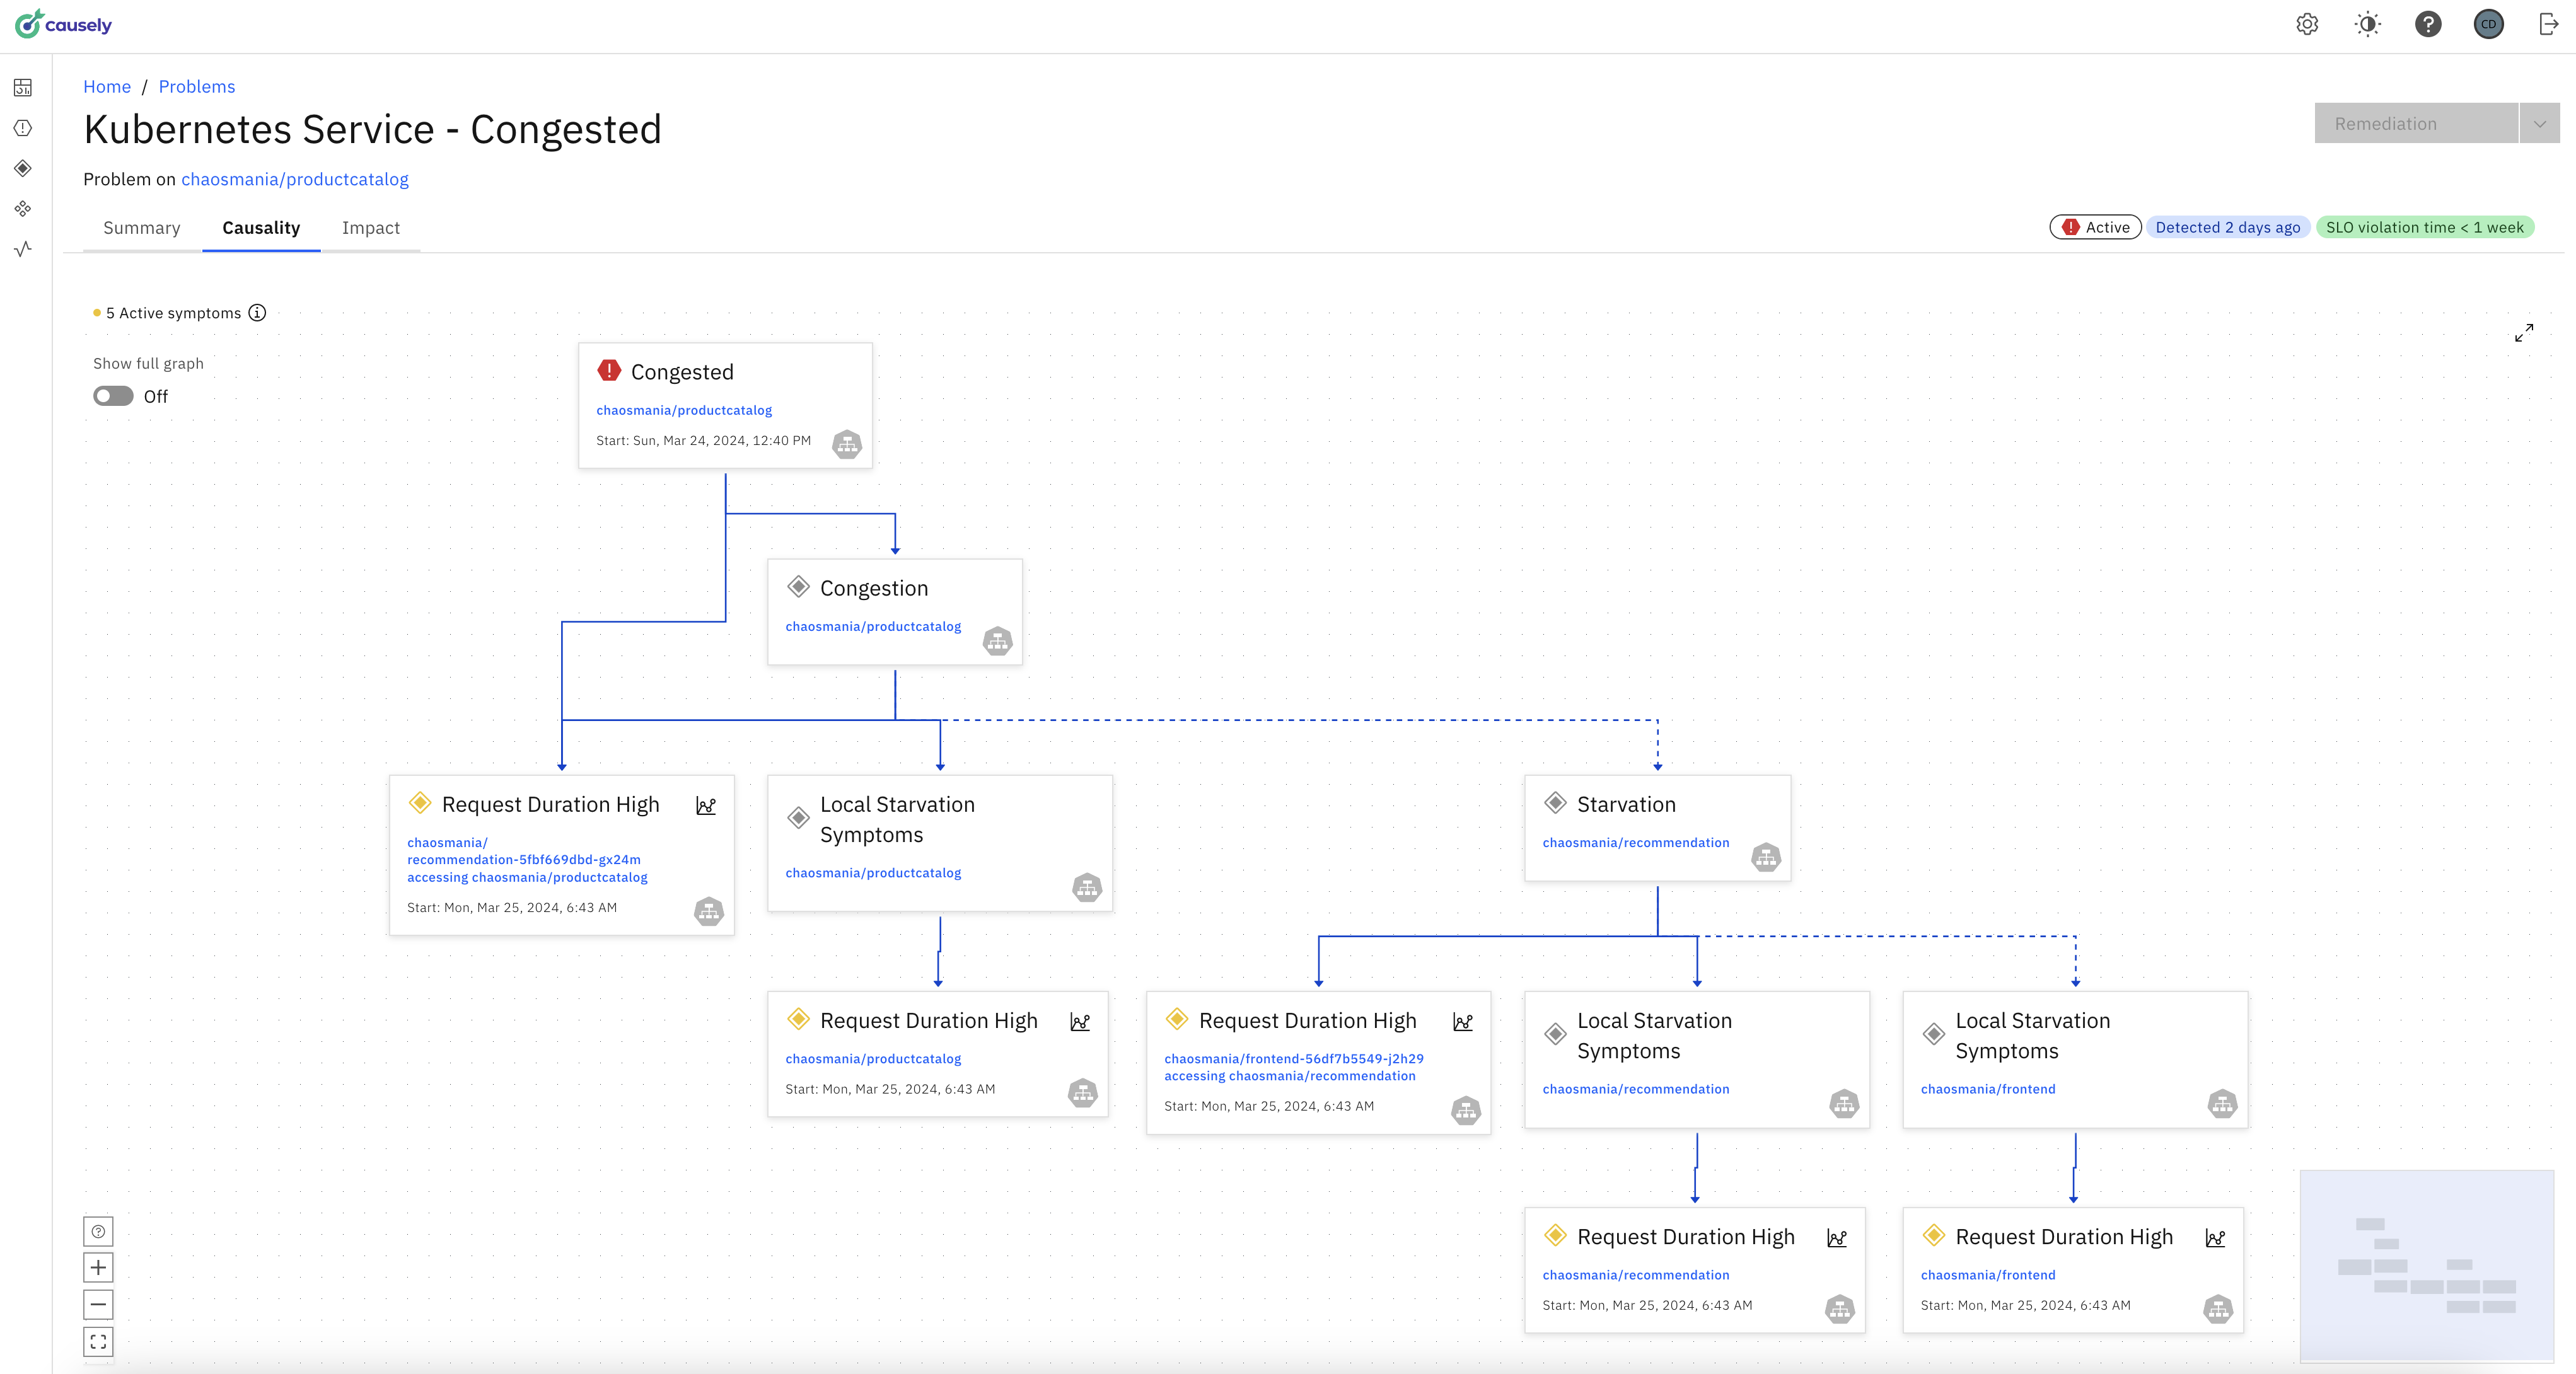 causely
CD
Home / Problems
Kubernetes Service - Congested
Remediation
Problem on chaosmania/productcatalog
Summary
Causality
Impact
Active
Detected 2 days ago
SLO violation time < 1 week
5 Active symptoms
Show full graph
Off
Congested
chaosmania/productcatalog
Start: Sun, Mar 24, 2024, 12:40 PM
Congestion
chaosmania/productcatalog
Request Duration High
chaosmania/
recommendation-5fbf669dbd-gx24m
accessing chaosmania/productcatalog
Start: Mon, Mar 25, 2024, 6:43 AM
Local Starvation
Symptoms
chaosmania/productcatalog
Starvation
chaosmania/recommendation
Request Duration High
chaosmania/productcatalog
Start: Mon, Mar 25, 2024, 6:43 AM
Request Duration High
chaosmania/frontend-56df7b5549-j2h29
accessing chaosmania/recommendation
Start: Mon, Mar 25, 2024, 6:43 AM
Local Starvation
Symptoms
chaosmania/recommendation
Local Starvation
Symptoms
chaosmania/frontend
Request Duration High
chaosmania/recommendation
Start: Mon, Mar 25, 2024, 6:43 AM
Request Duration High
chaosmania/frontend
Start: Mon, Mar 25, 2024, 6:43 AM